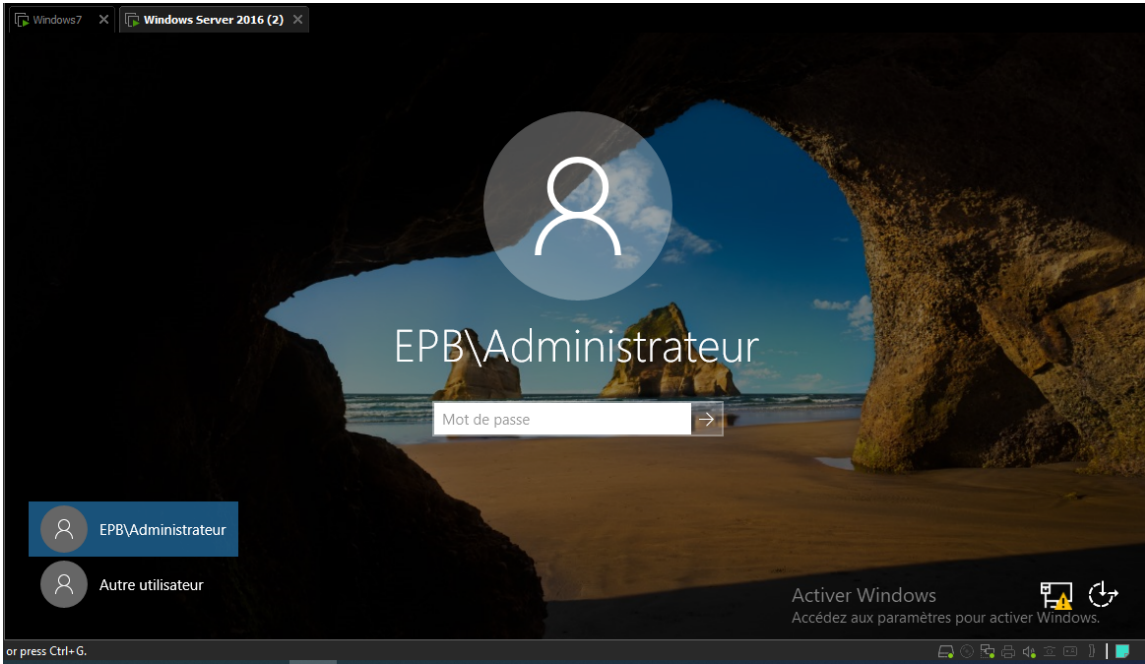 Windows7
Windows Server 2016 (2)
EPB\Administrateur
Mot de passe
EPB\Administrateur
Autre utilisateur
Activer Windows
Accédez aux paramètres pour activer Windows.
or press Ctrl+G.